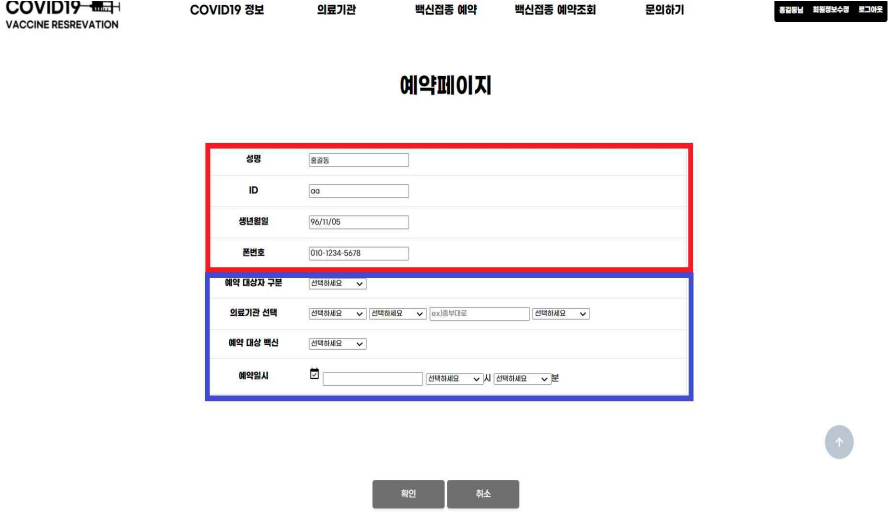 COVID19
VACCINE RESREVATION
COVID19 정보 의료기관 백신접종 예약 백신접종 예약조회 문의하기
홍길동님 회원정보수정 로그아웃
예약페이지
성명 홍길동
ID aa
생년월일 96/11/05
폰번호 010-1234-5678
예약 대상자 구분 선택하세요
의료기관 선택 선택하세요 선택하세요 ex)중부대로 선택하세요
예약 대상 백신 선택하세요
예약일시 선택하세요 시 선택하세요 분
확인 취소